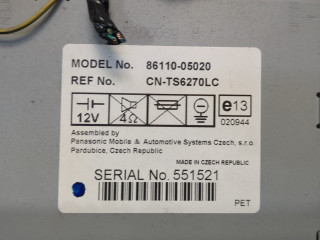 MODEL No. 86110-05020
REF No. CN-TS6270LC
12V
4Ω
e13
020944
Assembled by
Panasonic Mobile & Automotive Systems Czech, s.r.o
Pardubice, Czech Republic
MADE IN CZECH REPUBLIC
SERIAL No. 551521
PET